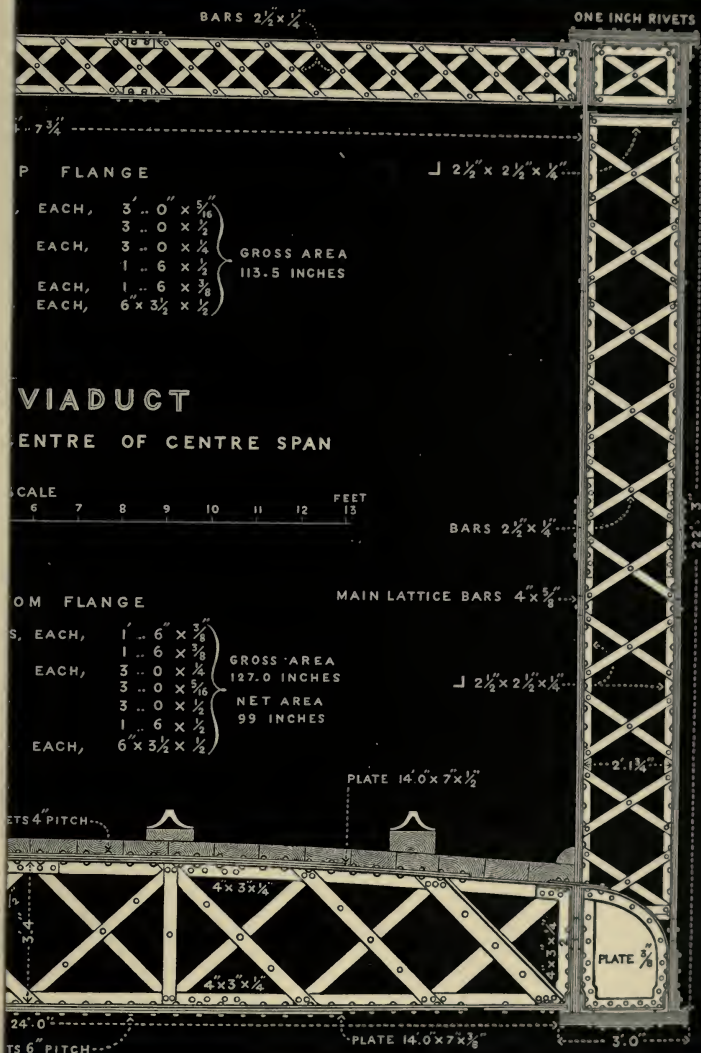 BARS 2½" × ¼"
ONE INCH RIVETS
7¾"
P FLANGE
⅃ 2½" × 2½" × ¼"
, EACH, 3' .. 0" × 5/16"
3 .. 0 × ½
EACH, 3 .. 0 × ¼
1 .. 6 × ½
EACH, 1 .. 6 × ⅜
EACH, 6" × 3½ × ½
GROSS AREA
113.5 INCHES
VIADUCT
ENTRE OF CENTRE SPAN
CALE
FEET
6 7 8 9 10 11 12 13
BARS 2½" × ¼"
22'. 3"
MAIN LATTICE BARS 4" × ⅝"
OM FLANGE
S, EACH, 1' .. 6" × ⅜"
1 .. 6 × ⅜
EACH, 3 .. 0 × ¼
3 .. 0 × 5/16
3 .. 0 × ½
1 .. 6 × ½
EACH, 6" × 3½ × ½
GROSS AREA
127.0 INCHES
NET AREA
99 INCHES
⅃ 2½" × 2½" × ¼"
2'. 1¾"
PLATE 14'.0" × 7" × ½"
ETS 4" PITCH
4" × 3" × ¼"
3'.4"
4" × 3" × ¼"
4" × 3" × ¼"
PLATE ⅜"
24'.0"
PLATE 14'.0" × 7" × ⅜"
3'.0"
TS 6" PITCH